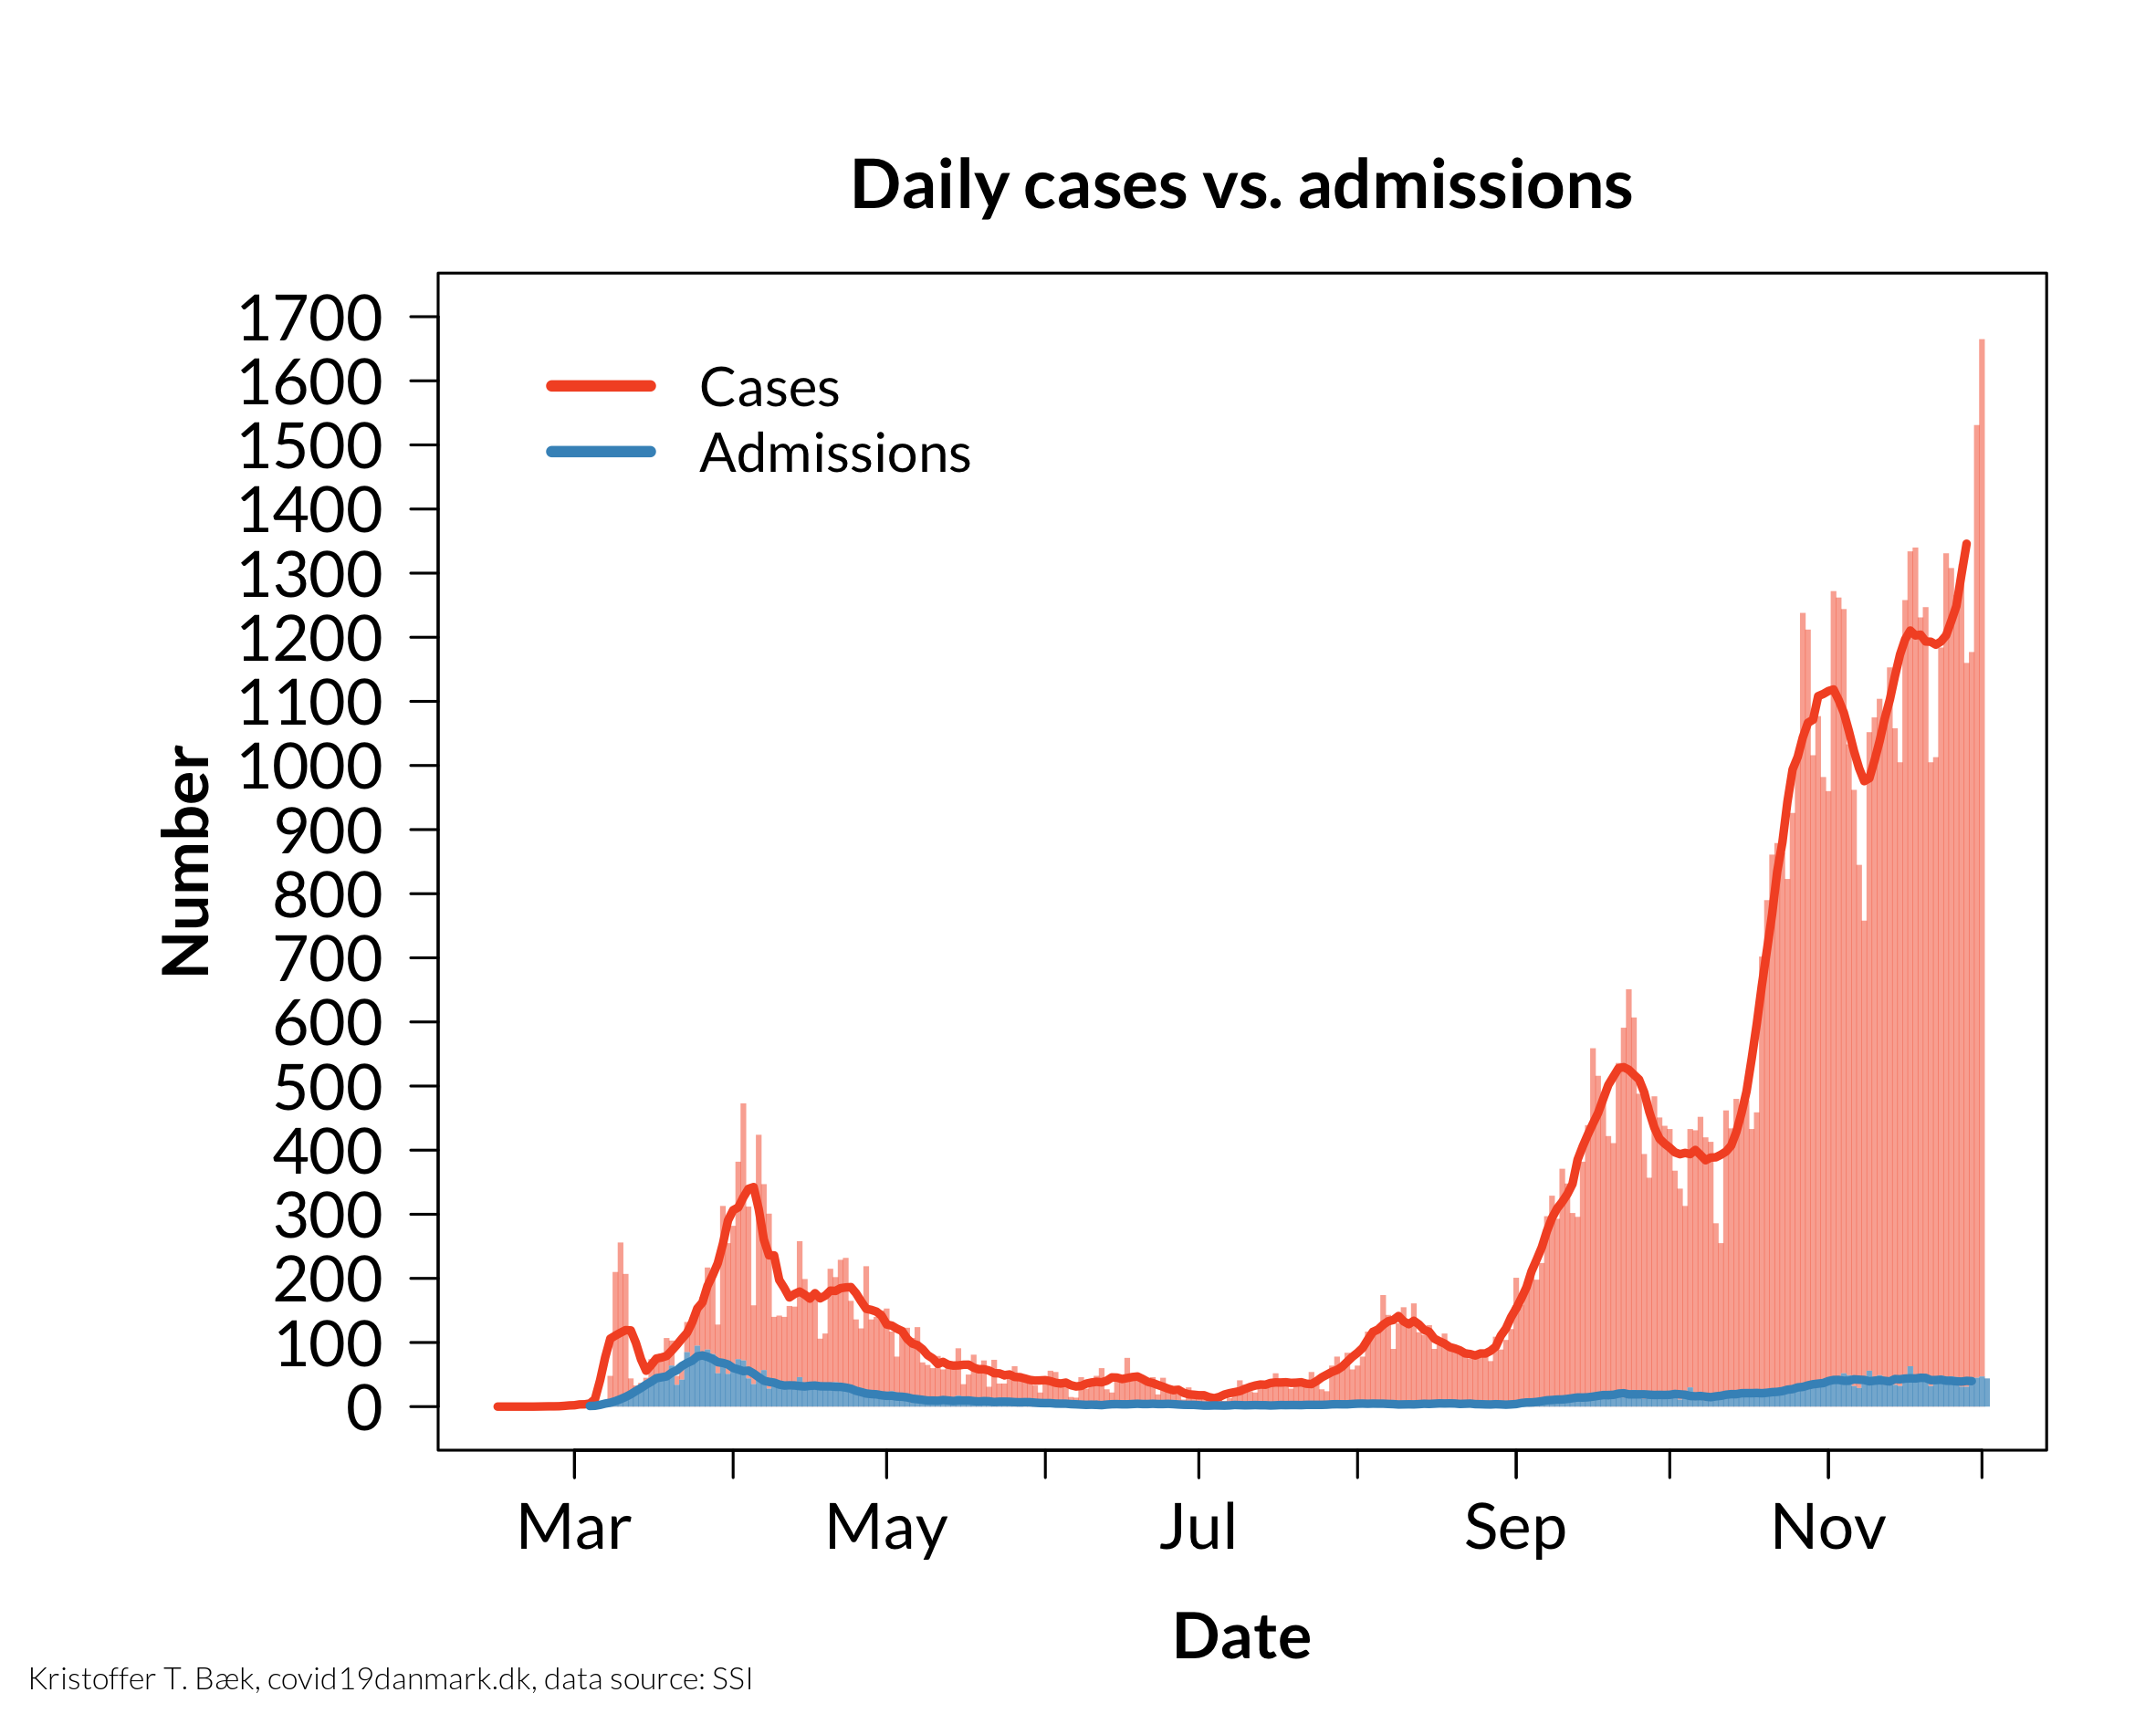 Daily cases vs. admissions
Cases
Admissions
Number
1700
1600
1500
1400
1300
1200
1100
1000
900
800
700
600
500
400
300
200
100
0
Mar May Jul Sep Nov
Date
Kristoffer T. Bæk, covid19danmark.dk, data source: SSI